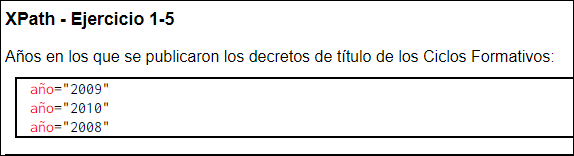 XPath - Ejercicio 1-5
Años en los que se publicaron los decretos de título de los Ciclos Formativos:
año="2009"
año="2010"
año="2008"